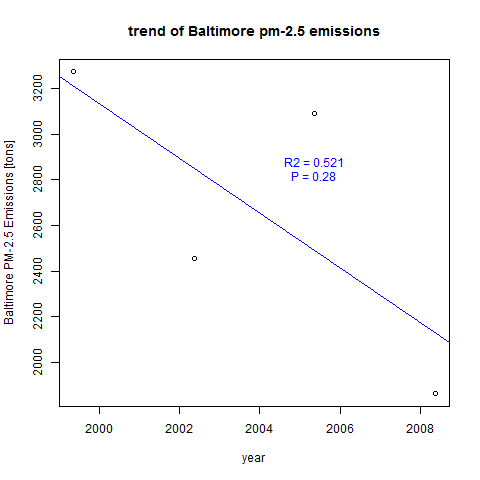 trend of Baltimore pm-2.5 emissions
Baltimore PM-2.5 Emissions [tons]
3200
3000
2800
2600
2400
2200
2000
R2 = 0.521
P = 0.28
2000 2002 2004 2006 2008
year